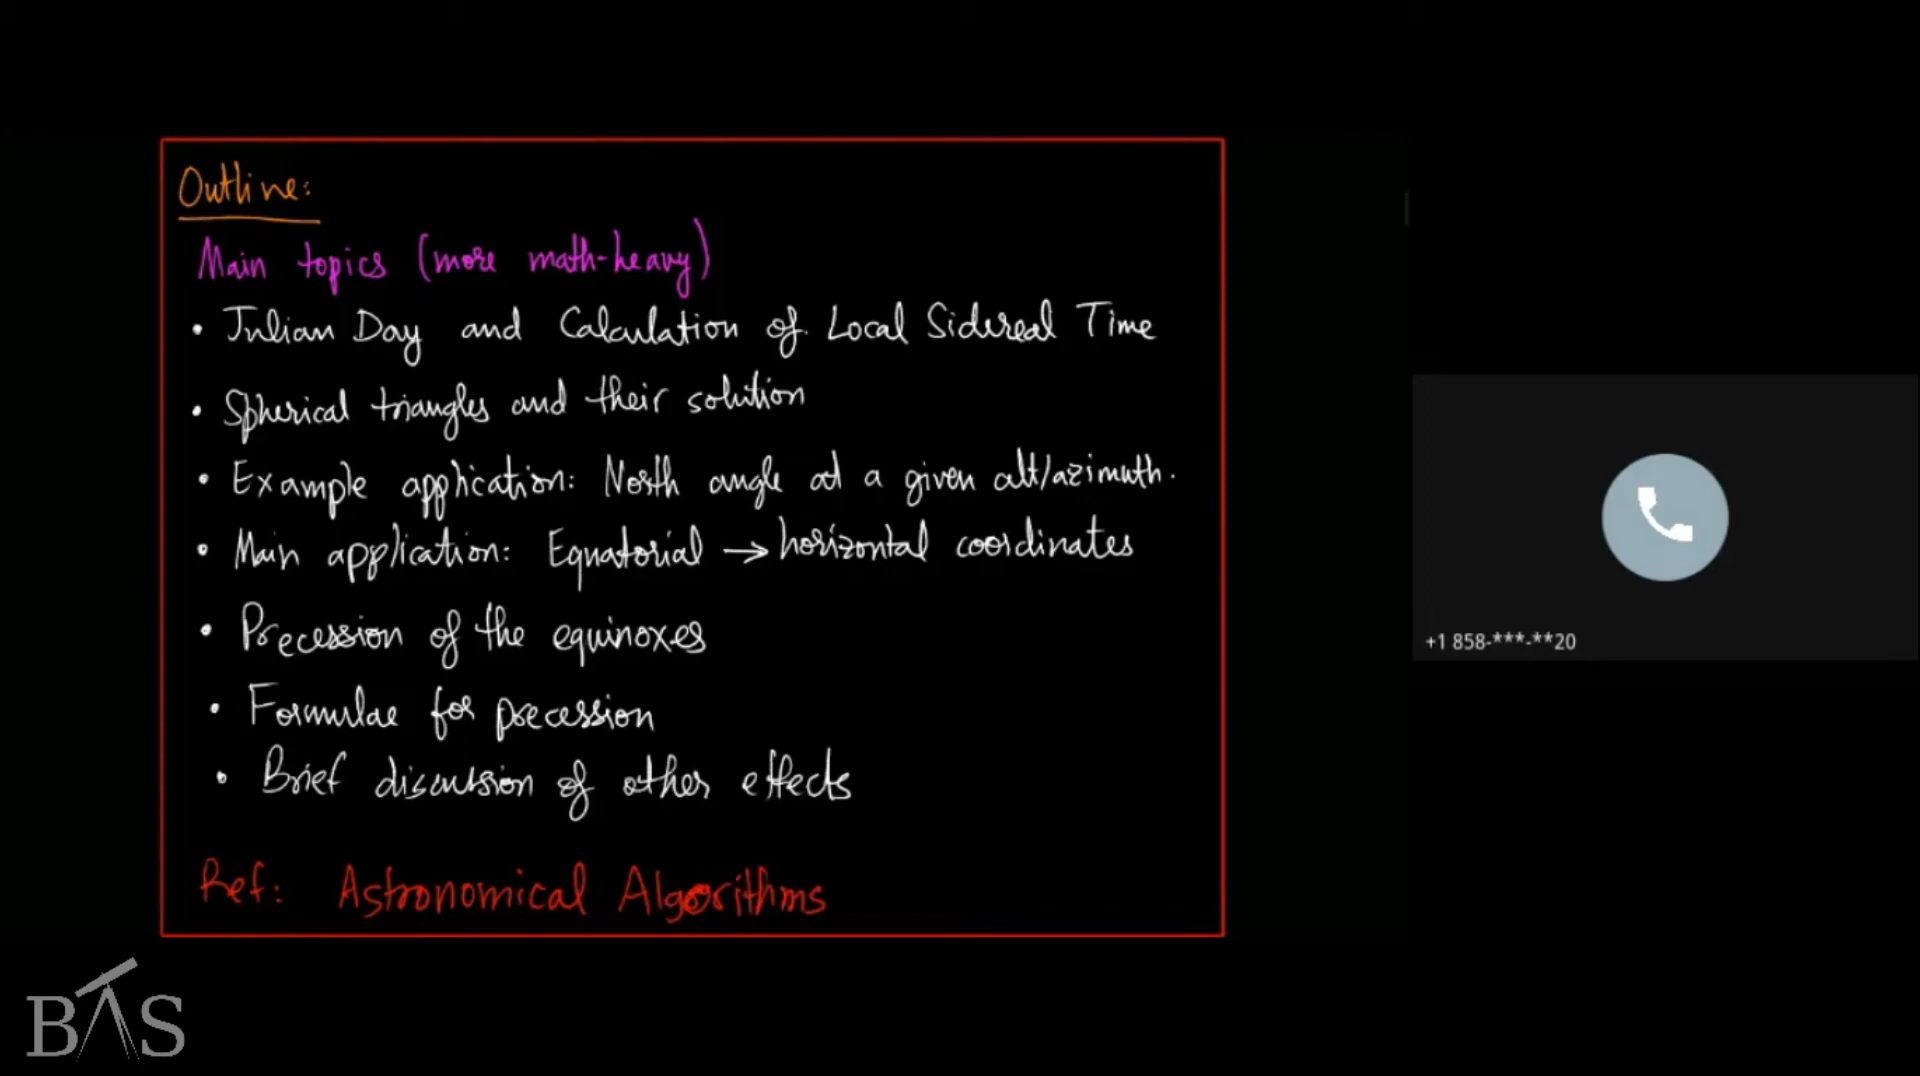 Outline:
Main topics (more math-heavy)
• Julian Day and Calculation of Local Sidereal Time
• Spherical triangles and their solution
• Example application: North angle at a given alt/azimuth.
• Main application: Equatorial → horizontal coordinates
• Precession of the equinoxes
• Formulae for precession
• Brief discussion of other effects
Ref: Astronomical Algorithms
+1 858-***-**20
BAS